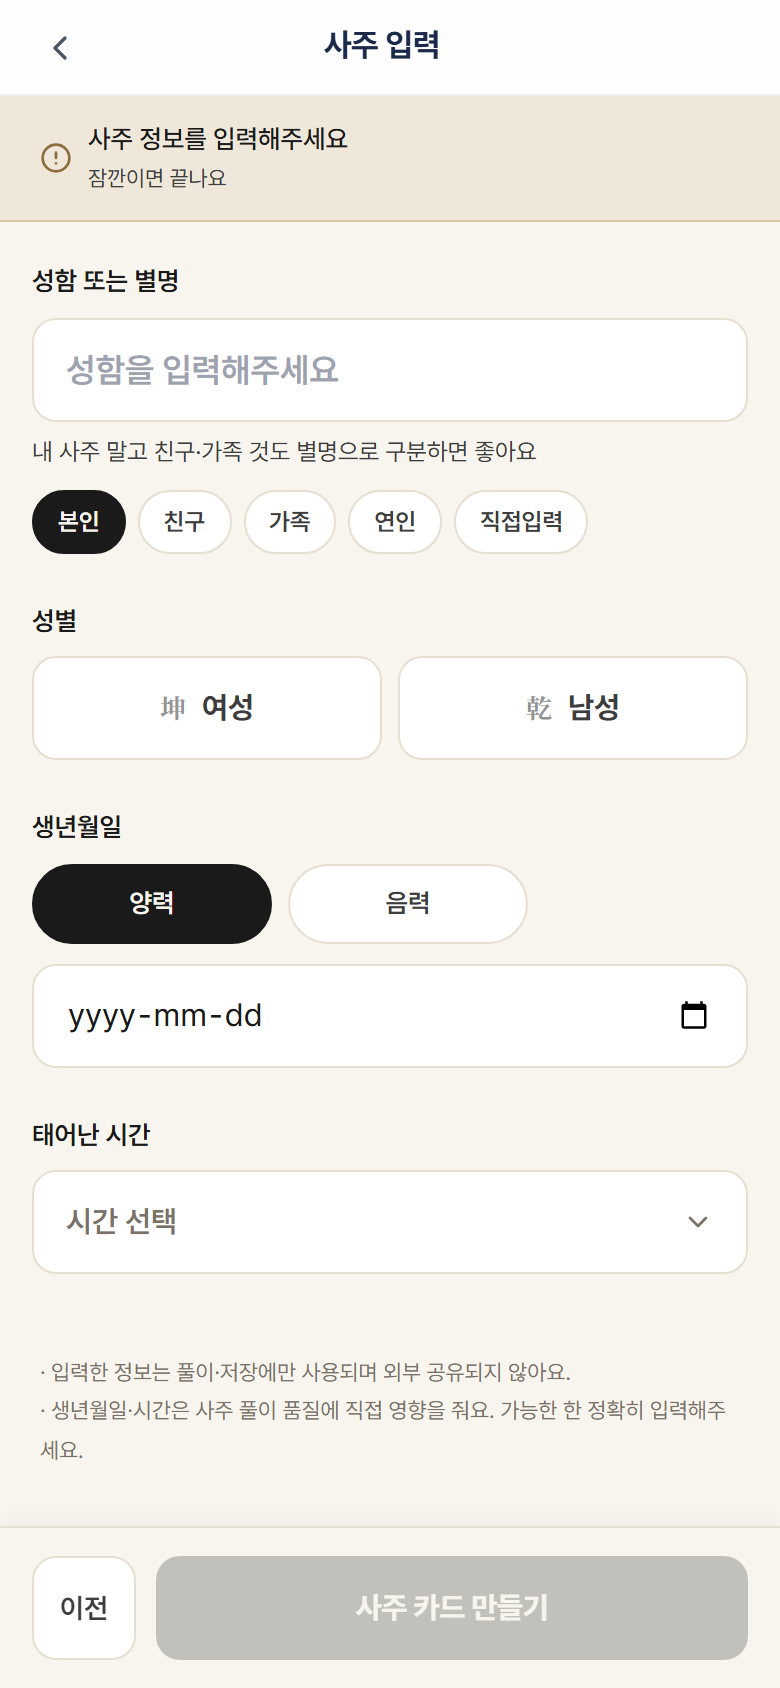 사주 입력
사주 정보를 입력해주세요
잠깐이면 끝나요
성함 또는 별명
성함을 입력해주세요
내 사주 말고 친구·가족 것도 별명으로 구분하면 좋아요
본인 친구 가족 연인 직접입력
성별
坤 여성 乾 남성
생년월일
양력 음력
yyyy-mm-dd
태어난 시간
시간 선택
· 입력한 정보는 풀이·저장에만 사용되며 외부 공유되지 않아요.
· 생년월일·시간은 사주 풀이 품질에 직접 영향을 줘요. 가능한 한 정확히 입력해주
세요.
이전 사주 카드 만들기